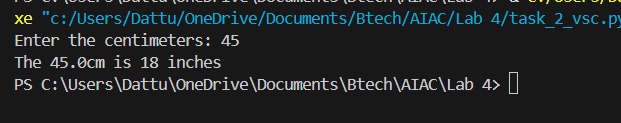 xe "c:/Users/Dattu/OneDrive/Documents/Btech/AIAC/Lab 4/task_2_vsc.py
Enter the centimeters: 45
The 45.0cm is 18 inches
PS C:\Users\Dattu\OneDrive\Documents\Btech\AIAC\Lab 4>